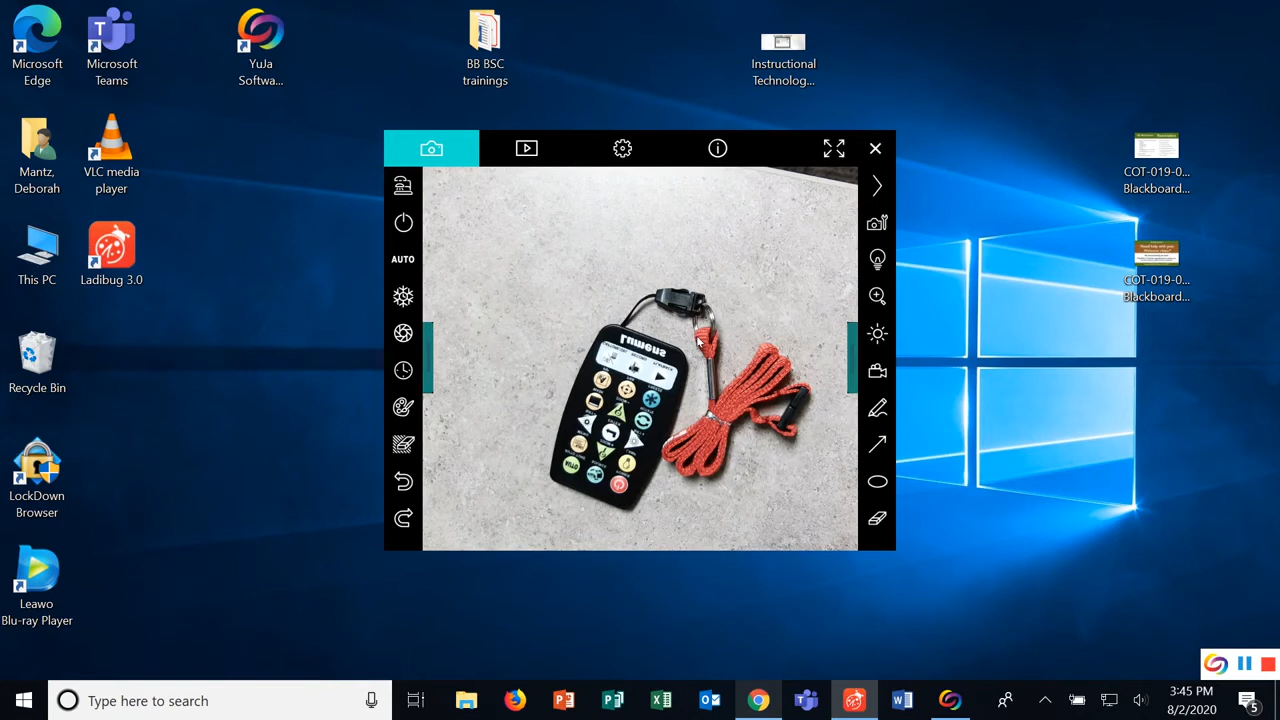 Microsoft
Edge
Microsoft
Teams
YuJa
Softwa...
BB BSC
trainings
Instructional
Technolog...
Mantz,
Deborah
VLC media
player
COT-019-0...
Blackboard...
This PC
Ladibug 3.0
COT-019-0...
Blackboard...
AUTO
Lumens
Recycle Bin
LockDown
Browser
Leawo
Blu-ray Player
Type here to search
3:45 PM
8/2/2020
5